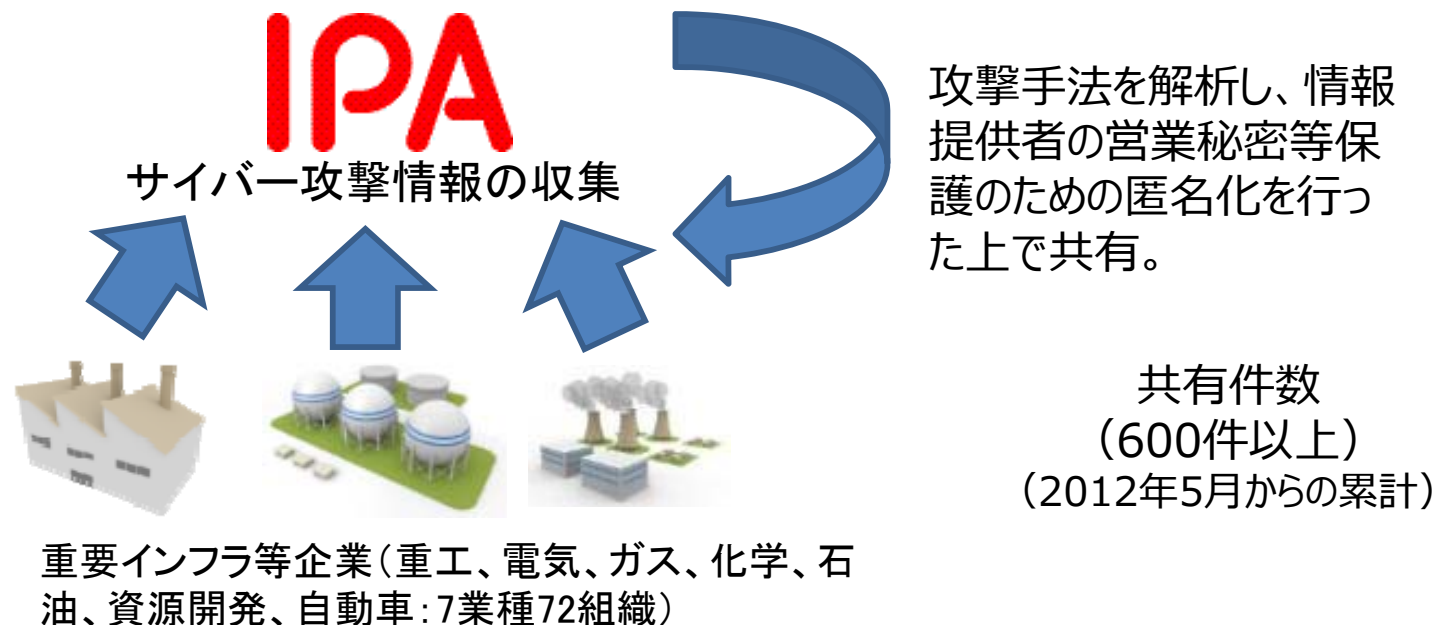 IPA
サイバー攻撃情報の収集
攻撃手法を解析し、情報
提供者の営業秘密等保
護のための匿名化を行っ
た上で共有。
共有件数
（600件以上）
（2012年5月からの累計）
重要インフラ等企業（重工、電気、ガス、化学、石
油、資源開発、自動車：7業種72組織）